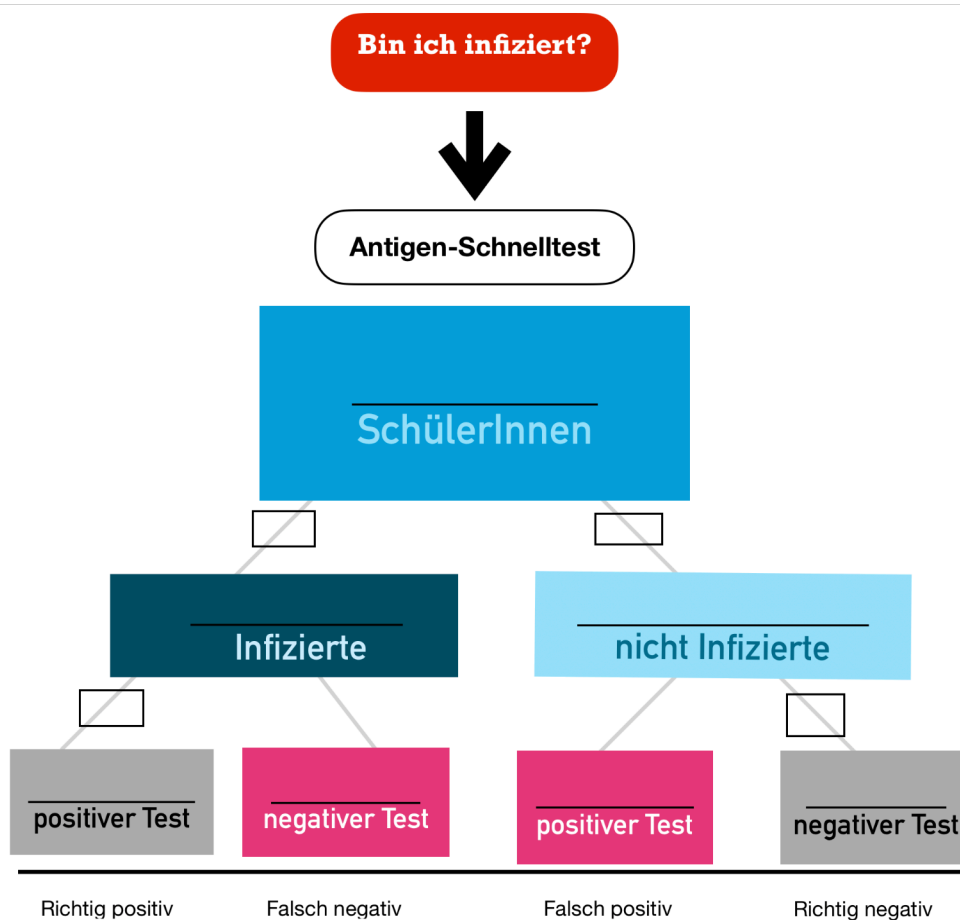 Bin ich infiziert?
Antigen-Schnelltest
SchülerInnen
Infizierte
nicht Infizierte
positiver Test
negativer Test
positiver Test
negativer Test
Richtig positiv
Falsch negativ
Falsch positiv
Richtig negativ